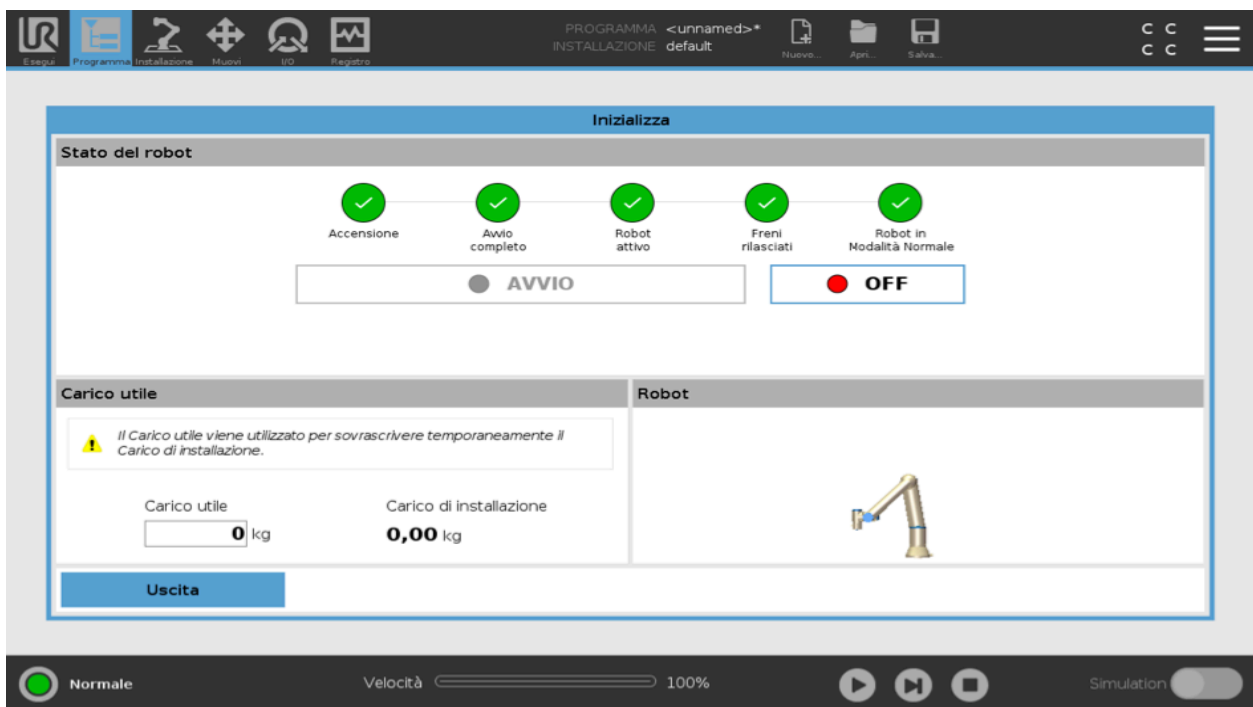 UR
PROGRAMMA <unnamed>*
INSTALLAZIONE default
C C
C C
Esegui Programma Installazione Muovi I/O Registro Nuovo... Apri... Salva...
Inizializza
Stato del robot
Accensione
Avvio
completo
Robot
attivo
Freni
rilasciati
Robot in
Modalità Normale
AVVIO
OFF
Carico utile
Robot
Il Carico utile viene utilizzato per sovrascrivere temporaneamente il
Carico di installazione.
Carico utile
0 kg
Carico di installazione
0,00 kg
Uscita
Normale
Velocità 100%
Simulation